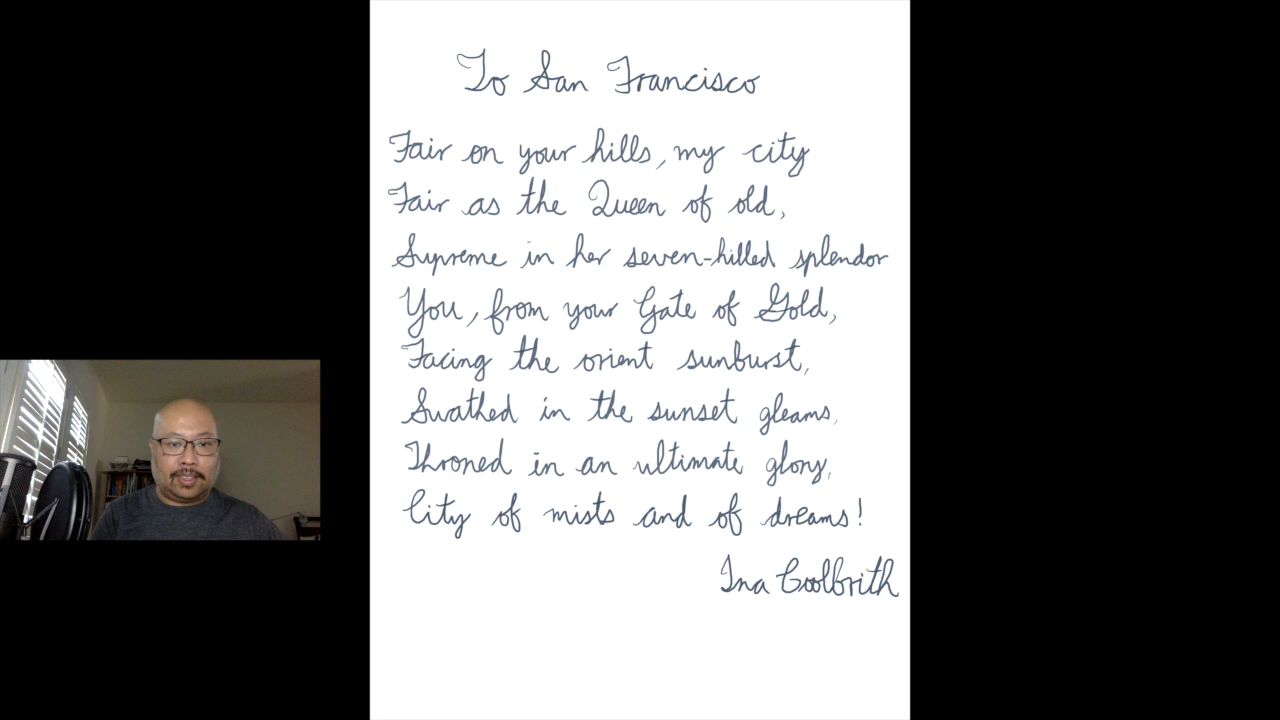 To San Francisco
Fair on your hills, my city
Fair as the Queen of old,
Supreme in her seven-hilled splendor
You, from your Gate of Gold,
Facing the orient sunburst,
Swathed in the sunset gleams,
Throned in an ultimate glory,
City of mists and of dreams!
Ina Coolbrith